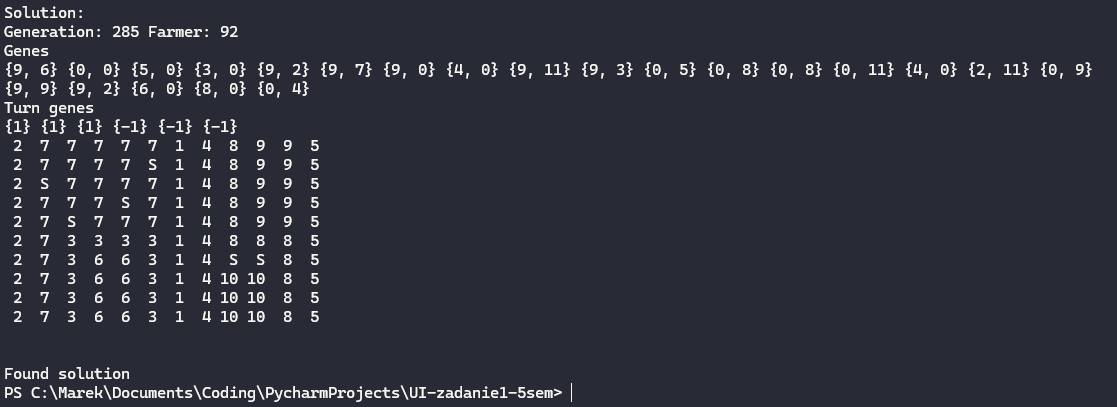 Solution:
Generation: 285 Farmer: 92
Genes
{9, 6} {0, 0} {5, 0} {3, 0} {9, 2} {9, 7} {9, 0} {4, 0} {9, 11} {9, 3} {0, 5} {0, 8} {0, 8} {0, 11} {4, 0} {2, 11} {0, 9}
{9, 9} {9, 2} {6, 0} {8, 0} {0, 4}
Turn genes
{1} {1} {1} {-1} {-1} {-1}
2 7 7 7 7 7 1 4 8 9 9 5
2 7 7 7 7 S 1 4 8 9 9 5
2 S 7 7 7 7 1 4 8 9 9 5
2 7 7 7 S 7 1 4 8 9 9 5
2 7 S 7 7 7 1 4 8 9 9 5
2 7 3 3 3 3 1 4 8 8 8 5
2 7 3 6 6 3 1 4 S S 8 5
2 7 3 6 6 3 1 4 10 10 8 5
2 7 3 6 6 3 1 4 10 10 8 5
2 7 3 6 6 3 1 4 10 10 8 5
Found solution
PS C:\Marek\Documents\Coding\PycharmProjects\UI-zadanie1-5sem>